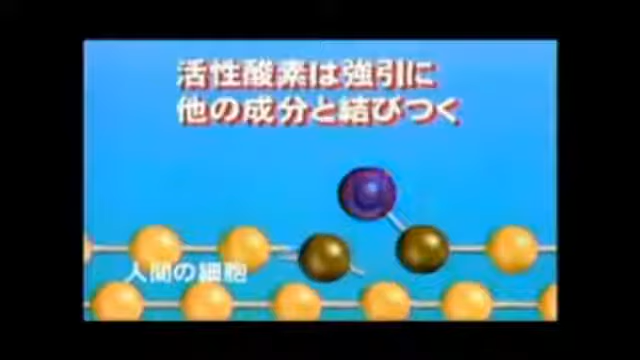 活性酸素は強引に
他の成分と結びつく
人間の細胞